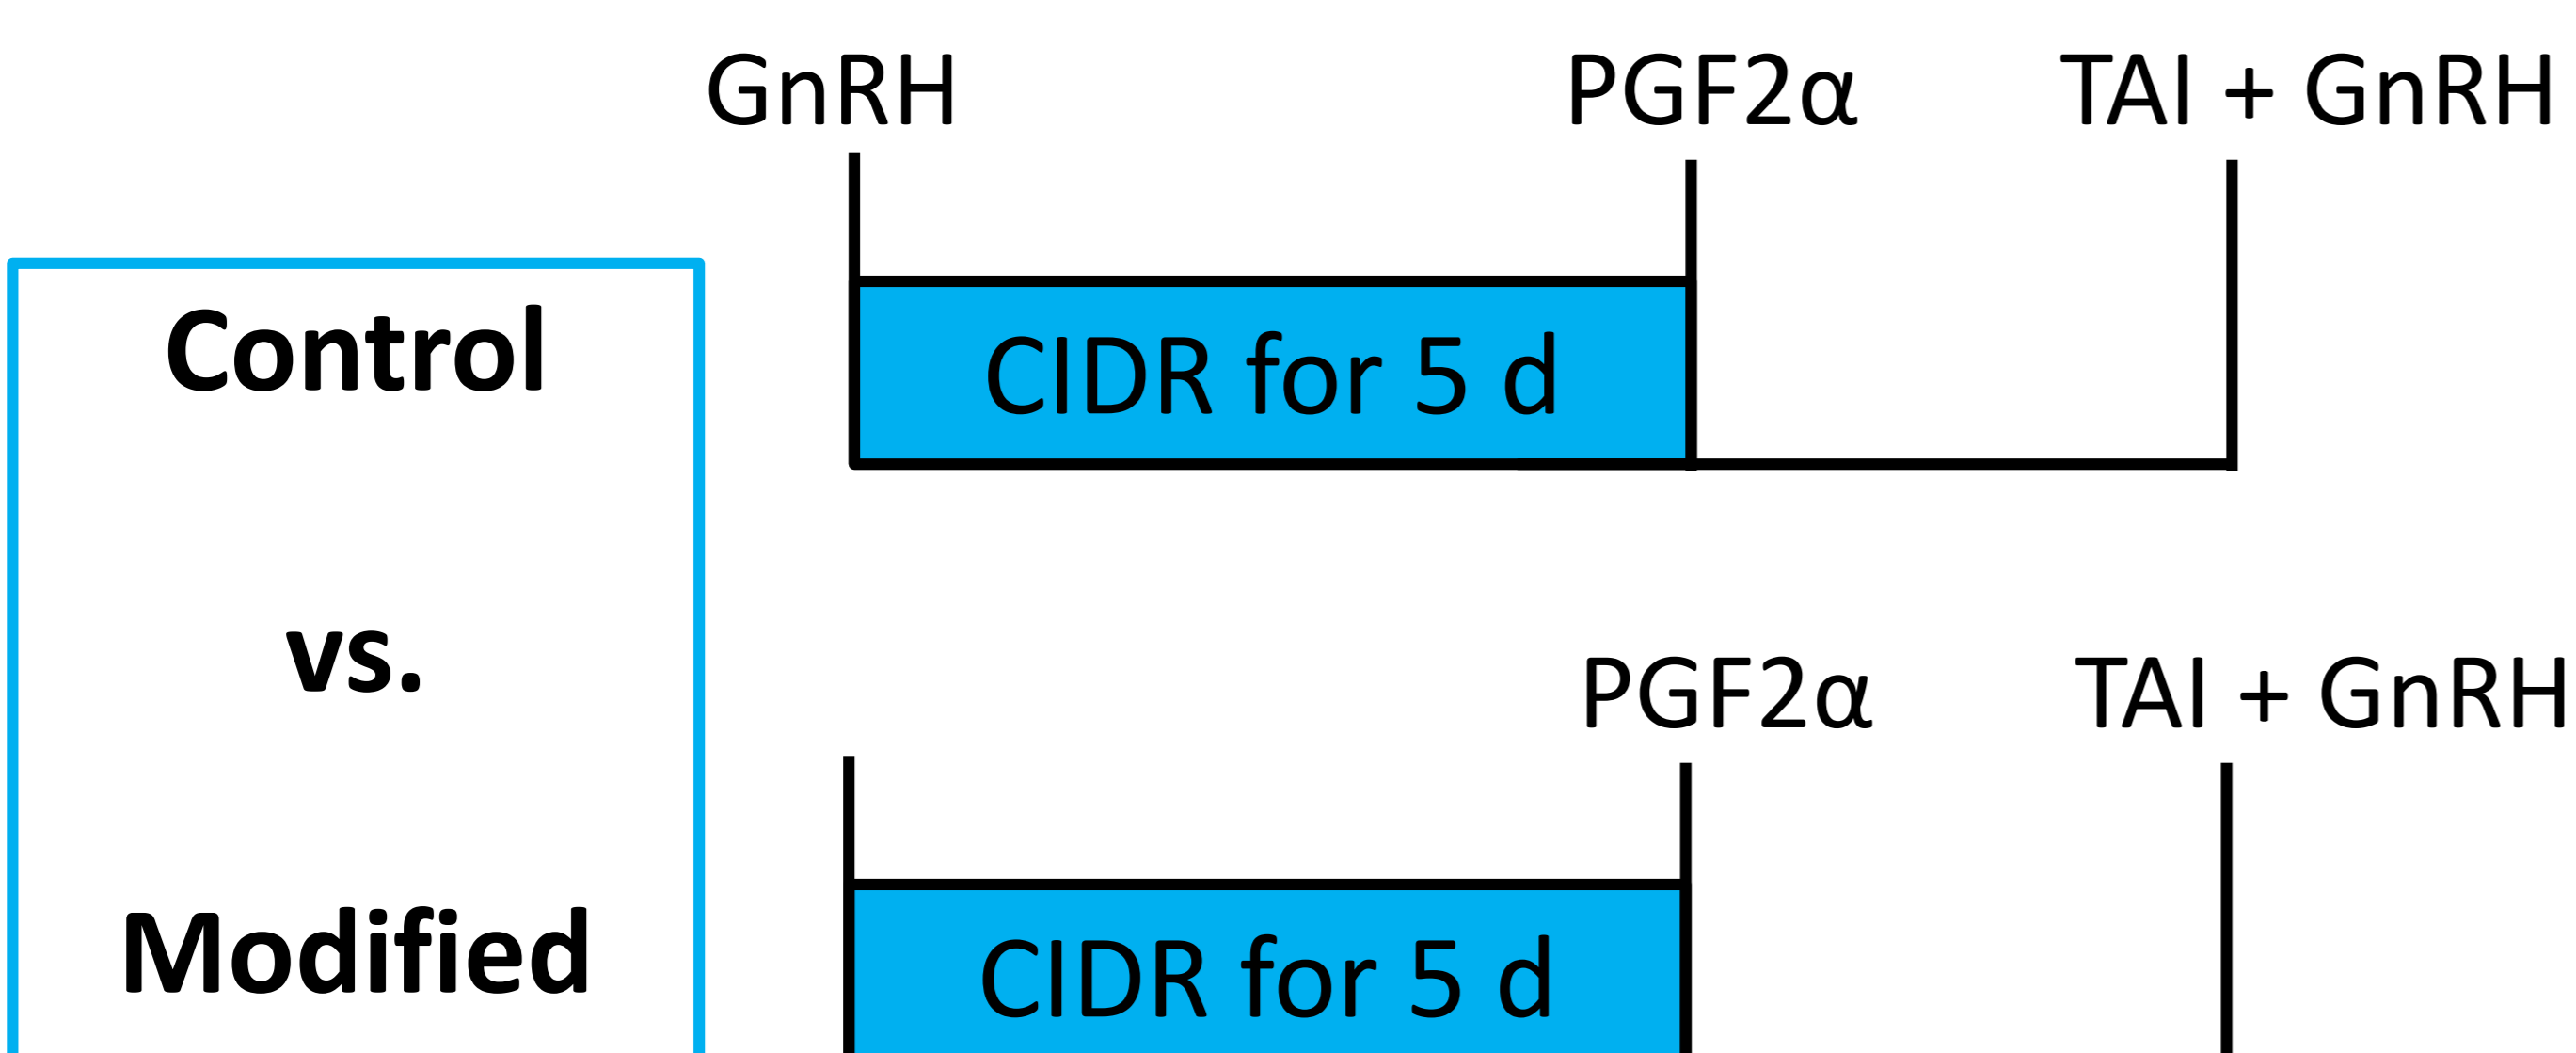 GnRH PGF2α TAI + GnRH
Control
CIDR for 5 d
vs.
PGF2α TAI + GnRH
Modified
CIDR for 5 d